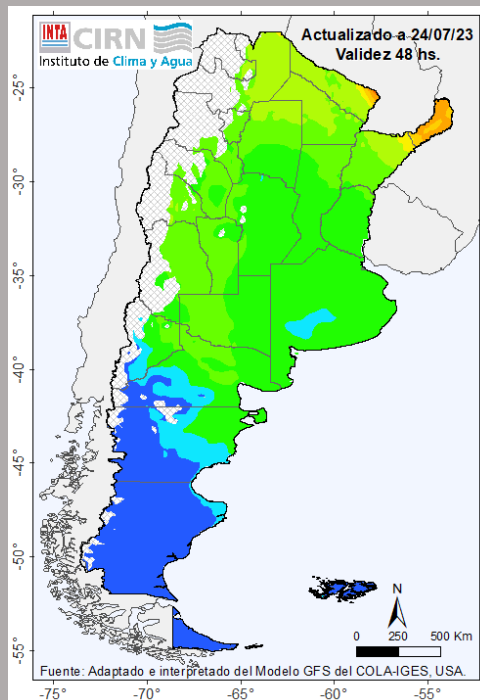 INTA CIRN
Instituto de Clima y Agua
Actualizado a 24/07/23
Validez 48 hs.
-25°
-30°
-35°
-40°
-45°
-50°
-55°
N
0 250 500 Km
Fuente: Adaptado e interpretado del Modelo GFS del COLA-IGES, USA.
-75° -70° -65° -60° -55°